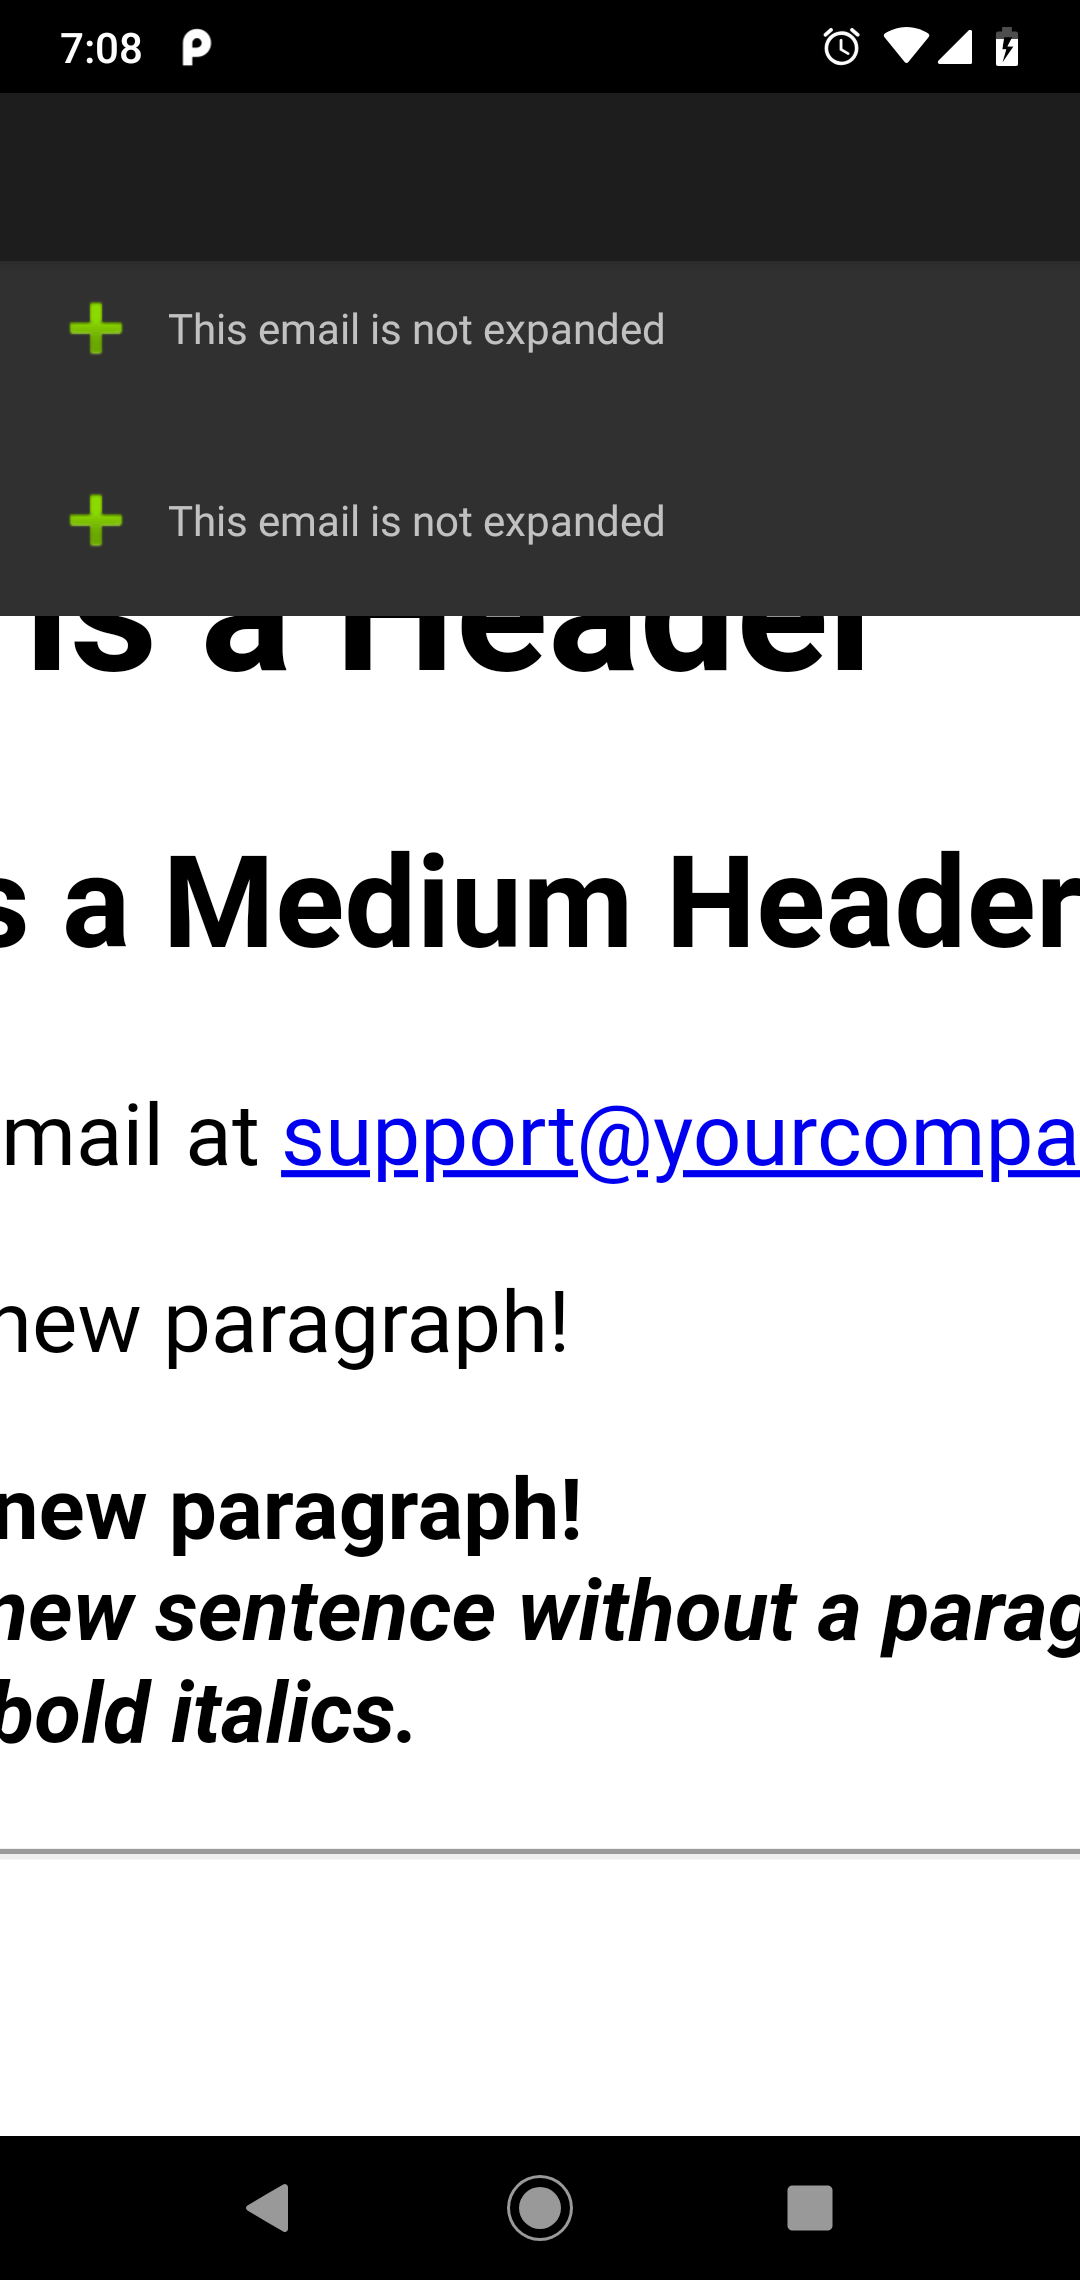 7:08
This email is not expanded
This email is not expanded
is a Header
s a Medium Header
mail at support@yourcompa
new paragraph!
new paragraph!
new sentence without a parag
bold italics.